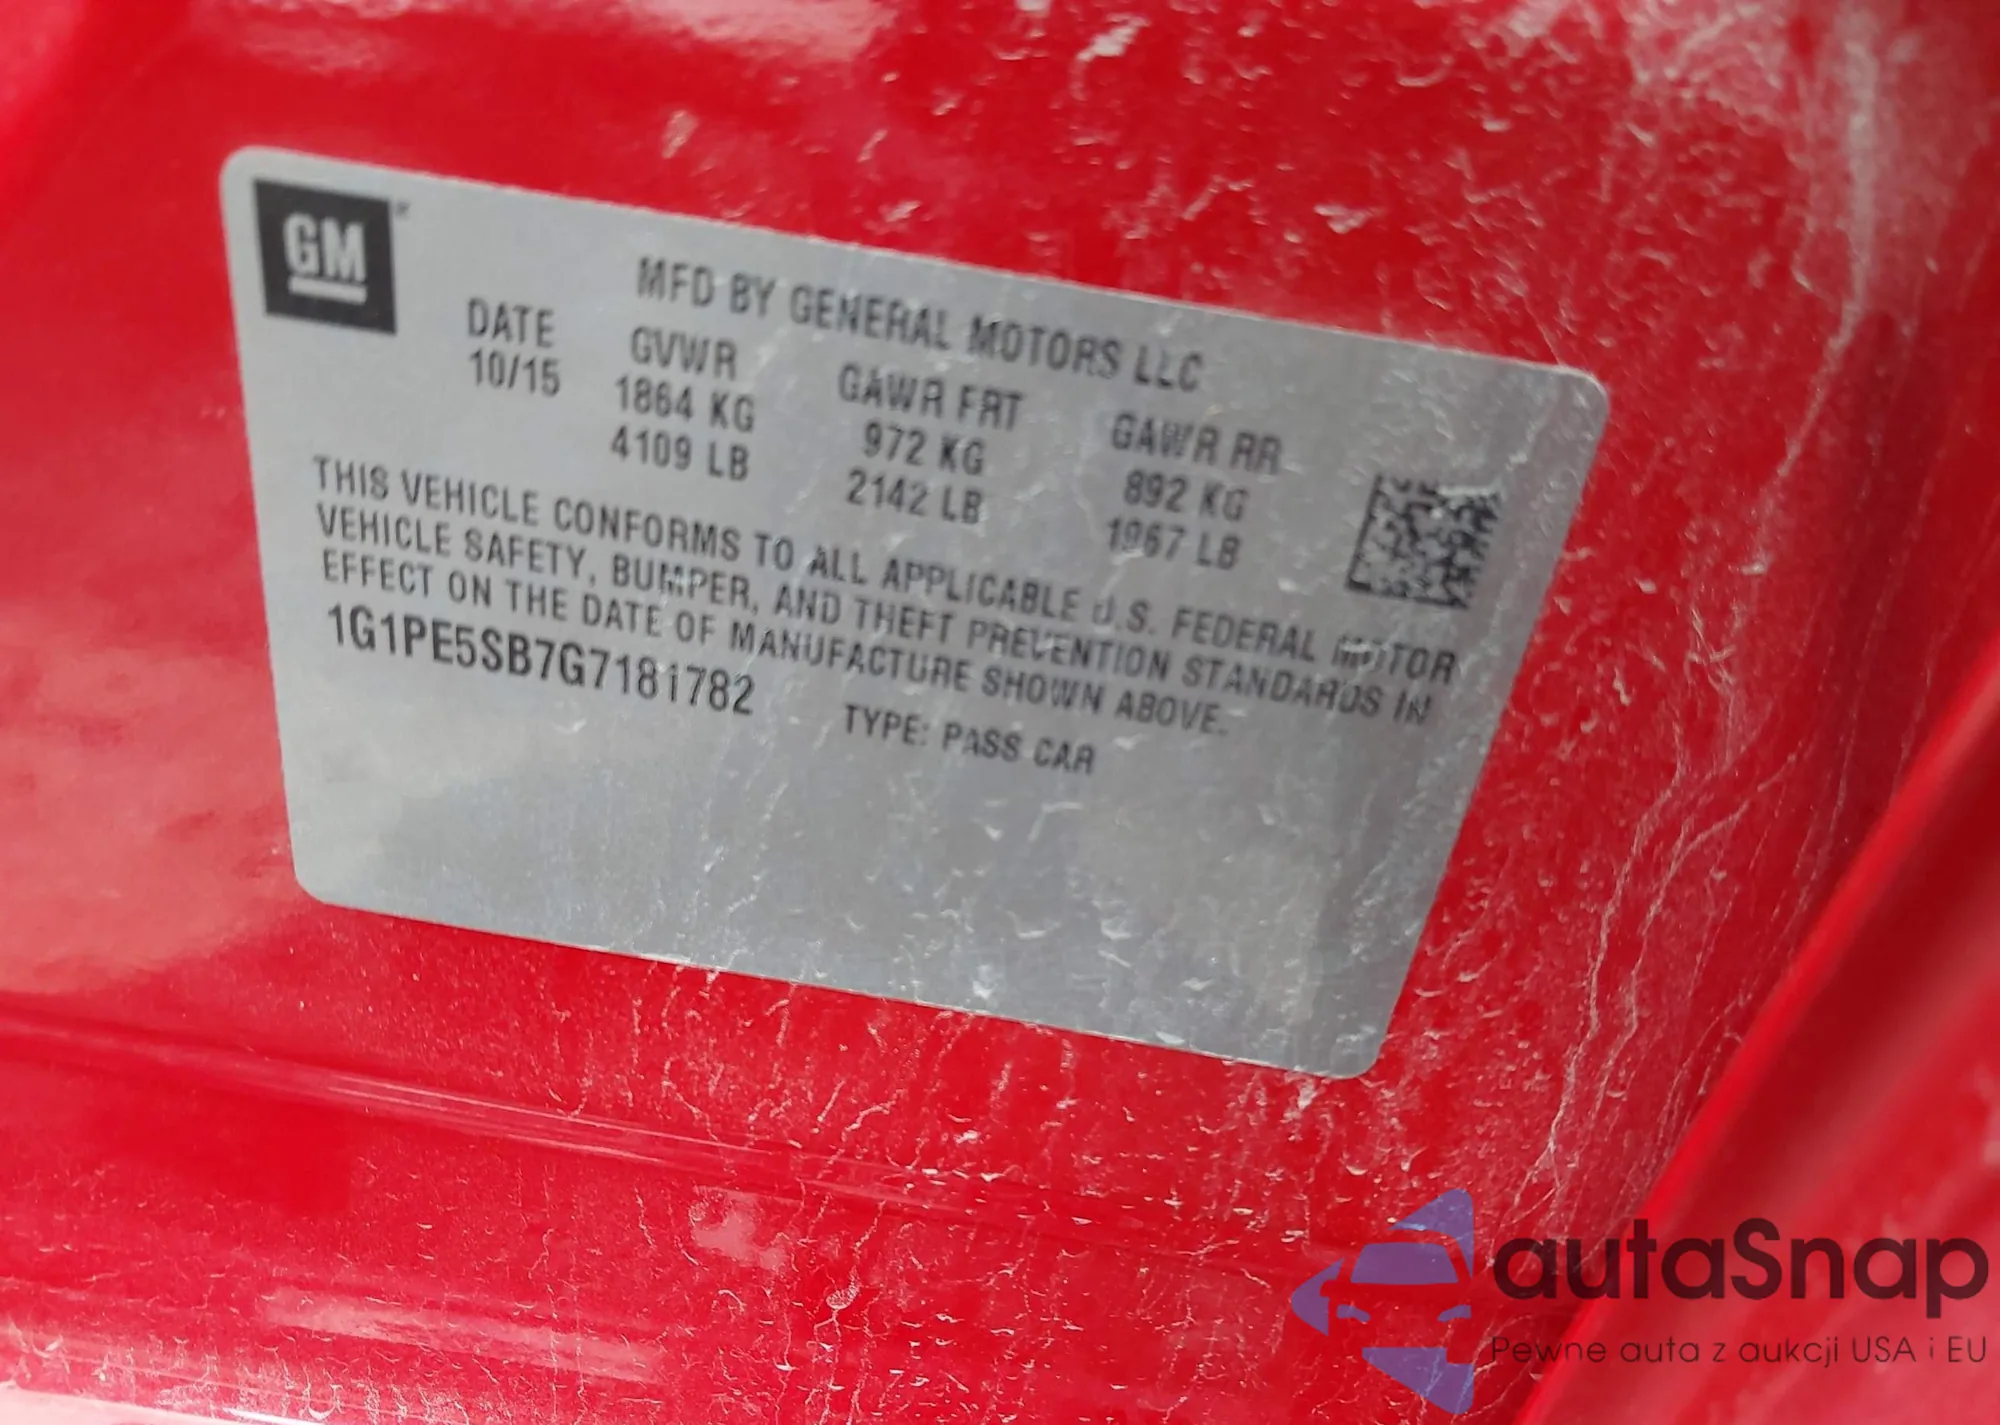 GM
MFD BY GENERAL MOTORS LLC
DATE GVWR GAWR FRT GAWR RR
10/15 1864 KG 972 KG 892 KG
4109 LB 2142 LB 1967 LB
THIS VEHICLE CONFORMS TO ALL APPLICABLE U.S. FEDERAL MOTOR
VEHICLE SAFETY, BUMPER, AND THEFT PREVENTION STANDARDS IN
EFFECT ON THE DATE OF MANUFACTURE SHOWN ABOVE.
1G1PE5SB7G7181782 TYPE: PASS CAR
autaSnap
Pewne auta z aukcji USA i EU